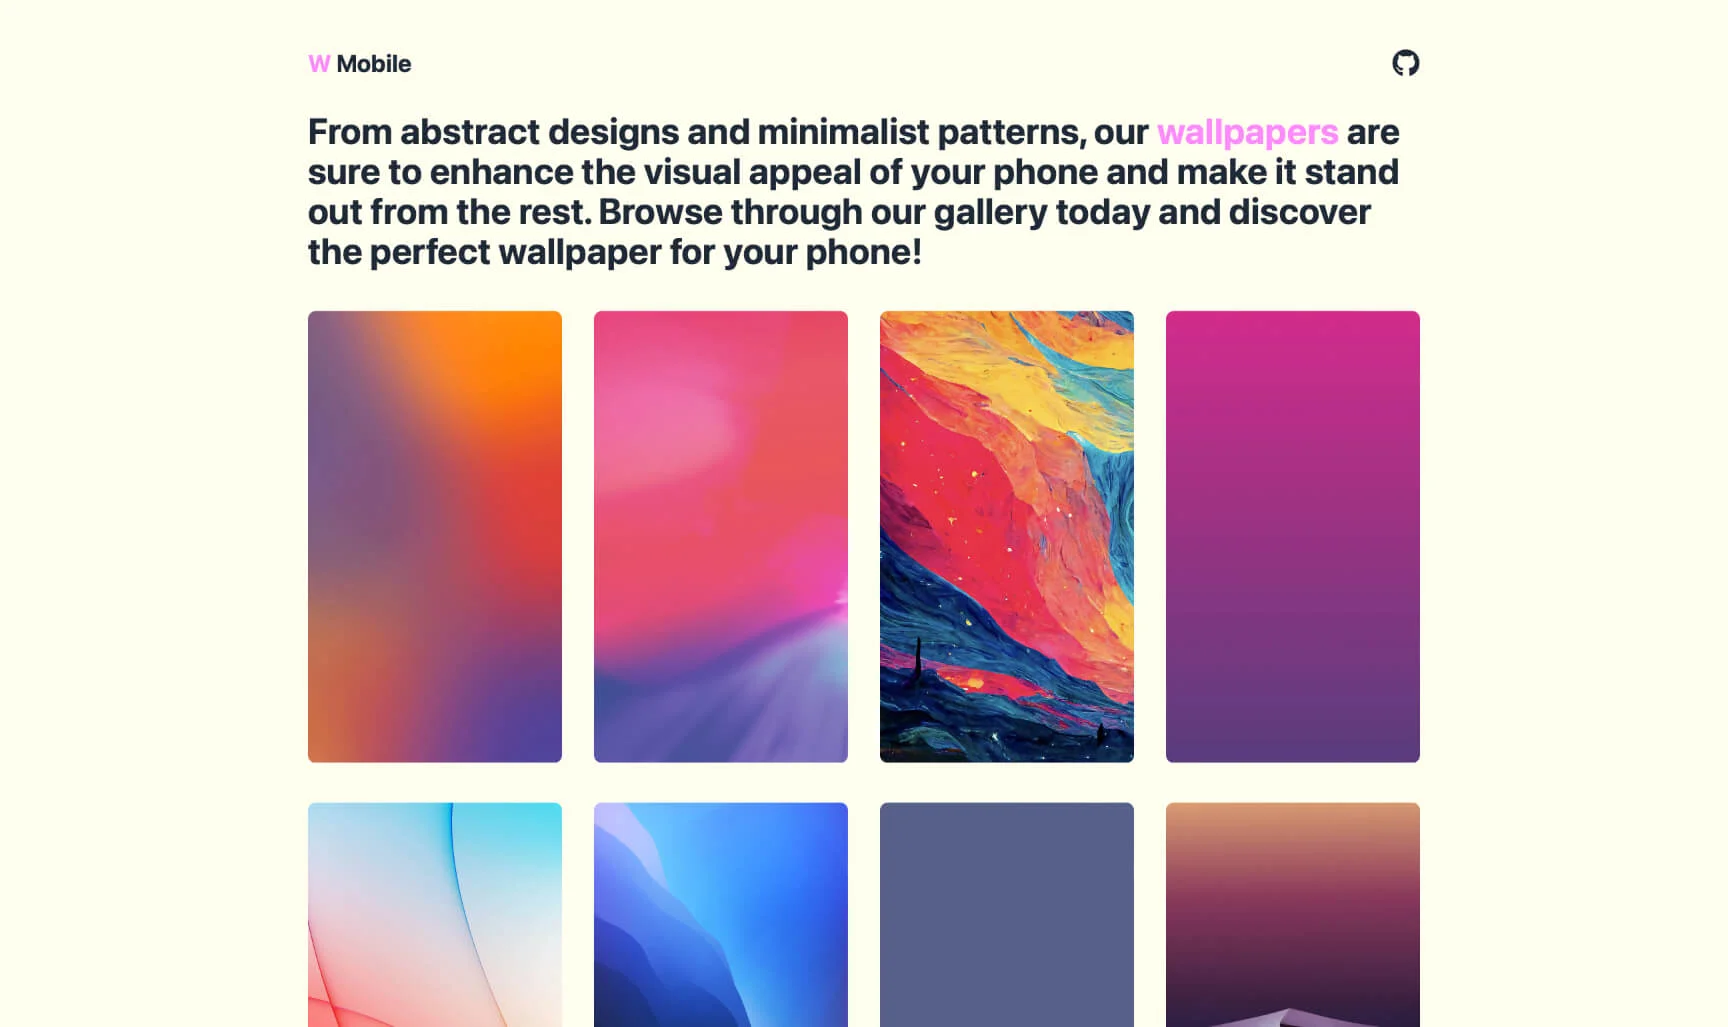 W Mobile
From abstract designs and minimalist patterns, our wallpapers are
sure to enhance the visual appeal of your phone and make it stand
out from the rest. Browse through our gallery today and discover
the perfect wallpaper for your phone!